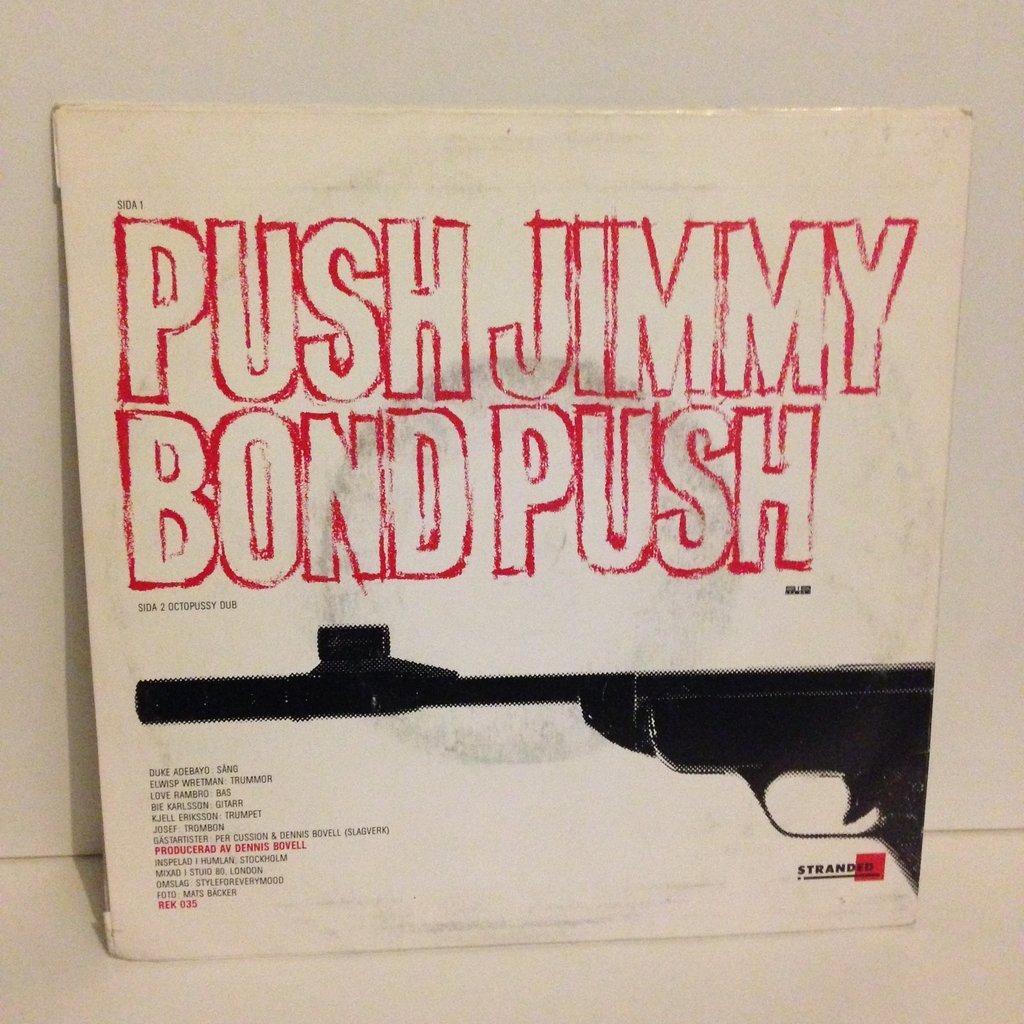 SIDA 1
PUSH JIMMY
BOND PUSH
SIDA 2 OCTOPUSSY DUB
DUKE ADEBAYO: SÅNG
ELWISP WRETMAN: TRUMMOR
LOVE RAMBRO: BAS
BIE KARLSSON: GITARR
KJELL ERIKSSON: TRUMPET
JOSEF: TROMBON
GÄSTARTISTER: PER CUSSION & DENNIS BOVELL (SLAGVERK)
PRODUCERAD AV DENNIS BOVELL
INSPELAD I HUMLAN, STOCKHOLM
MIXAD I STUIO 80, LONDON
OMSLAG: STYLEFOREVERYMOOD
FOTO: MATS BÄCKER
REK 035
STRANDED